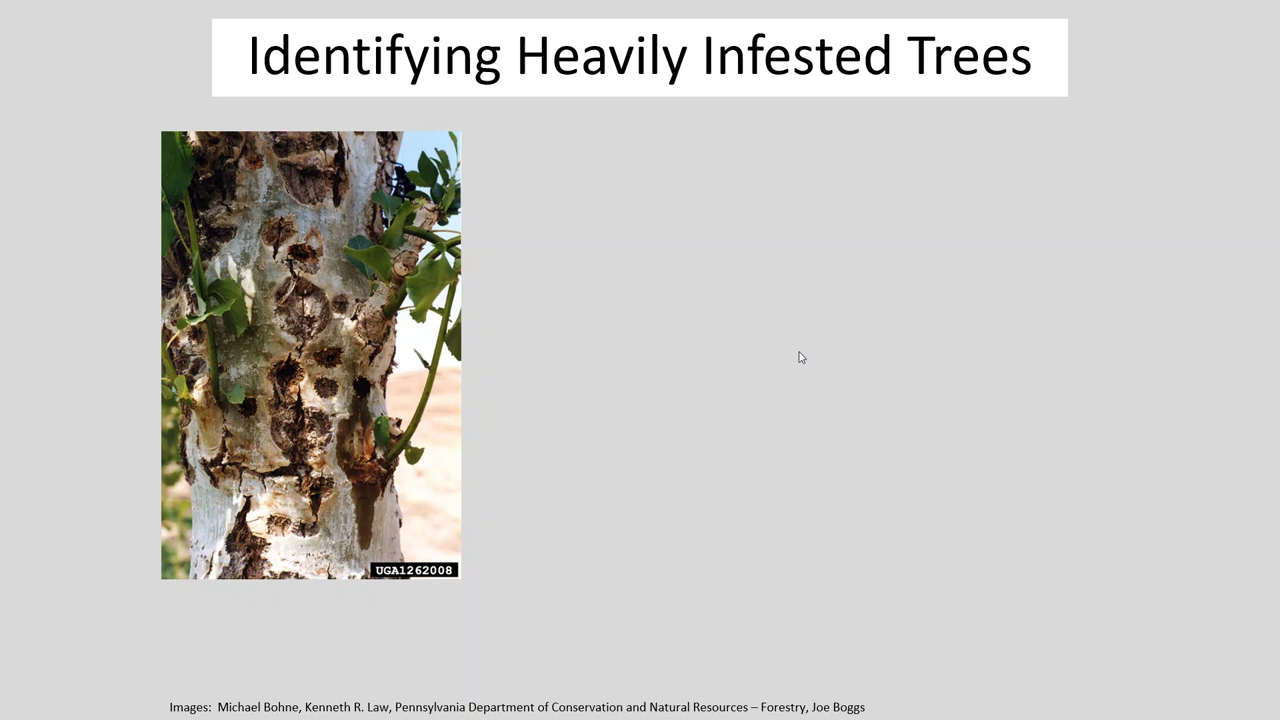 Identifying Heavily Infested Trees
UGA1262008
Images:  Michael Bohne, Kenneth R. Law, Pennsylvania Department of Conservation and Natural Resources – Forestry, Joe Boggs